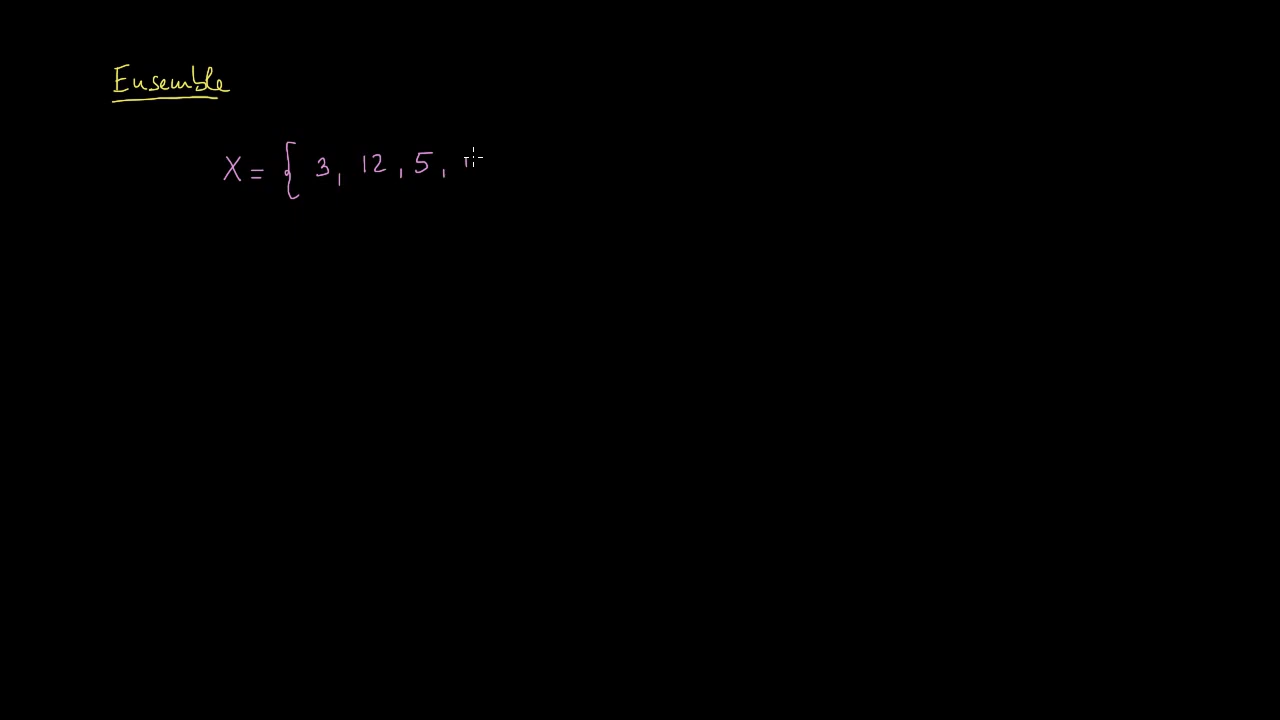 Ensemble
X = { 3, 12, 5,